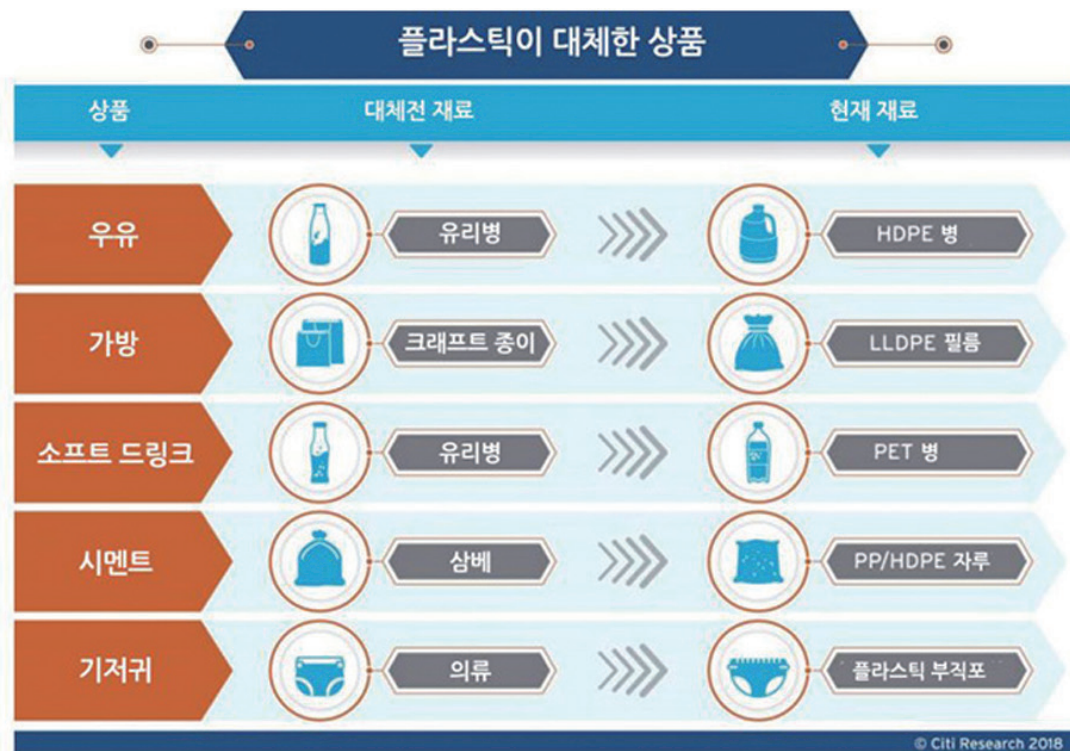 플라스틱이 대체한 상품
상품 대체전 재료 현재 재료
우유 유리병 HDPE 병
가방 크래프트 종이 LLDPE 필름
소프트 드링크 유리병 PET 병
시멘트 삼베 PP/HDPE 자루
기저귀 의류 플라스틱 부직포
© Citi Research 2018